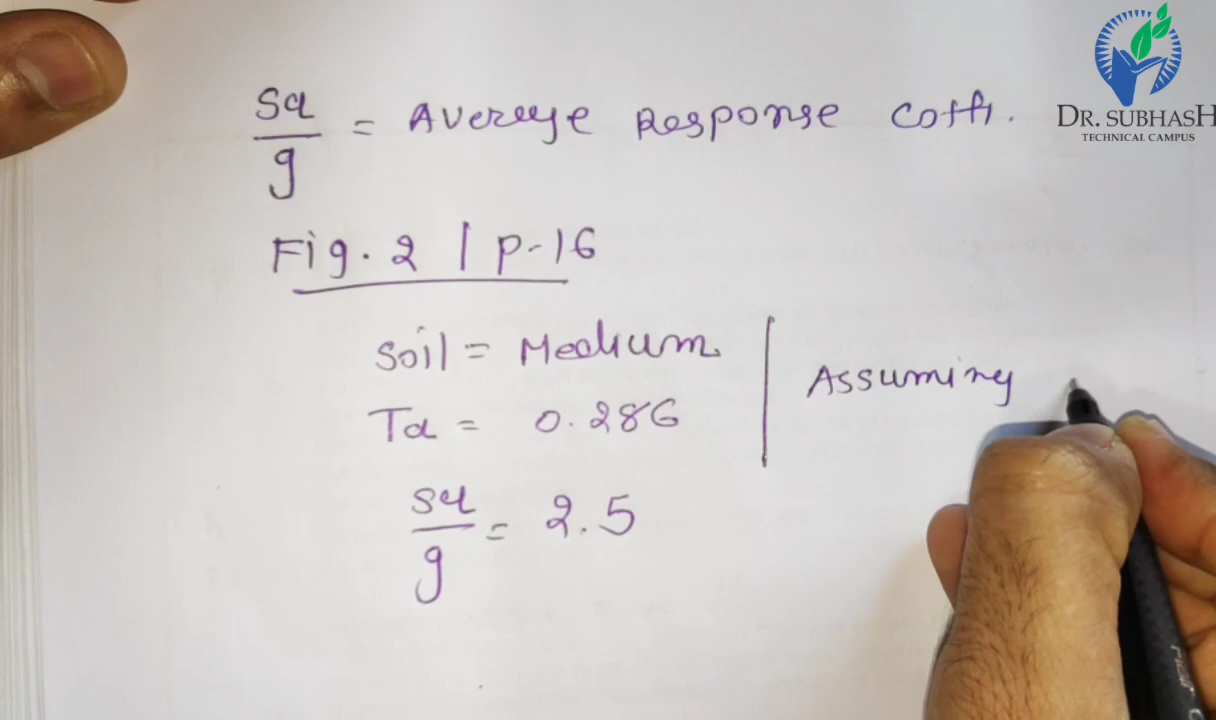 Sa
g = Average Response Coeff.
DR. SUBHASH
TECHNICAL CAMPUS
Fig. 2 | P-16
Soil = Medium
Assuming
Ta = 0.286
Sa
g = 2.5